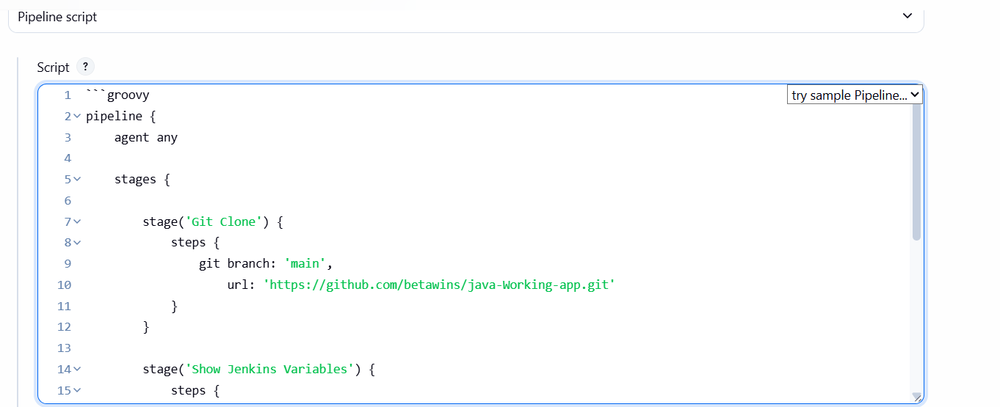 Pipeline script
Script ?
try sample Pipeline...
1 ```groovy
2 pipeline {
3     agent any
4
5     stages {
6
7         stage('Git Clone') {
8             steps {
9                 git branch: 'main',
10                     url: 'https://github.com/betawins/java-Working-app.git'
11             }
12         }
13
14         stage('Show Jenkins Variables') {
15             steps {